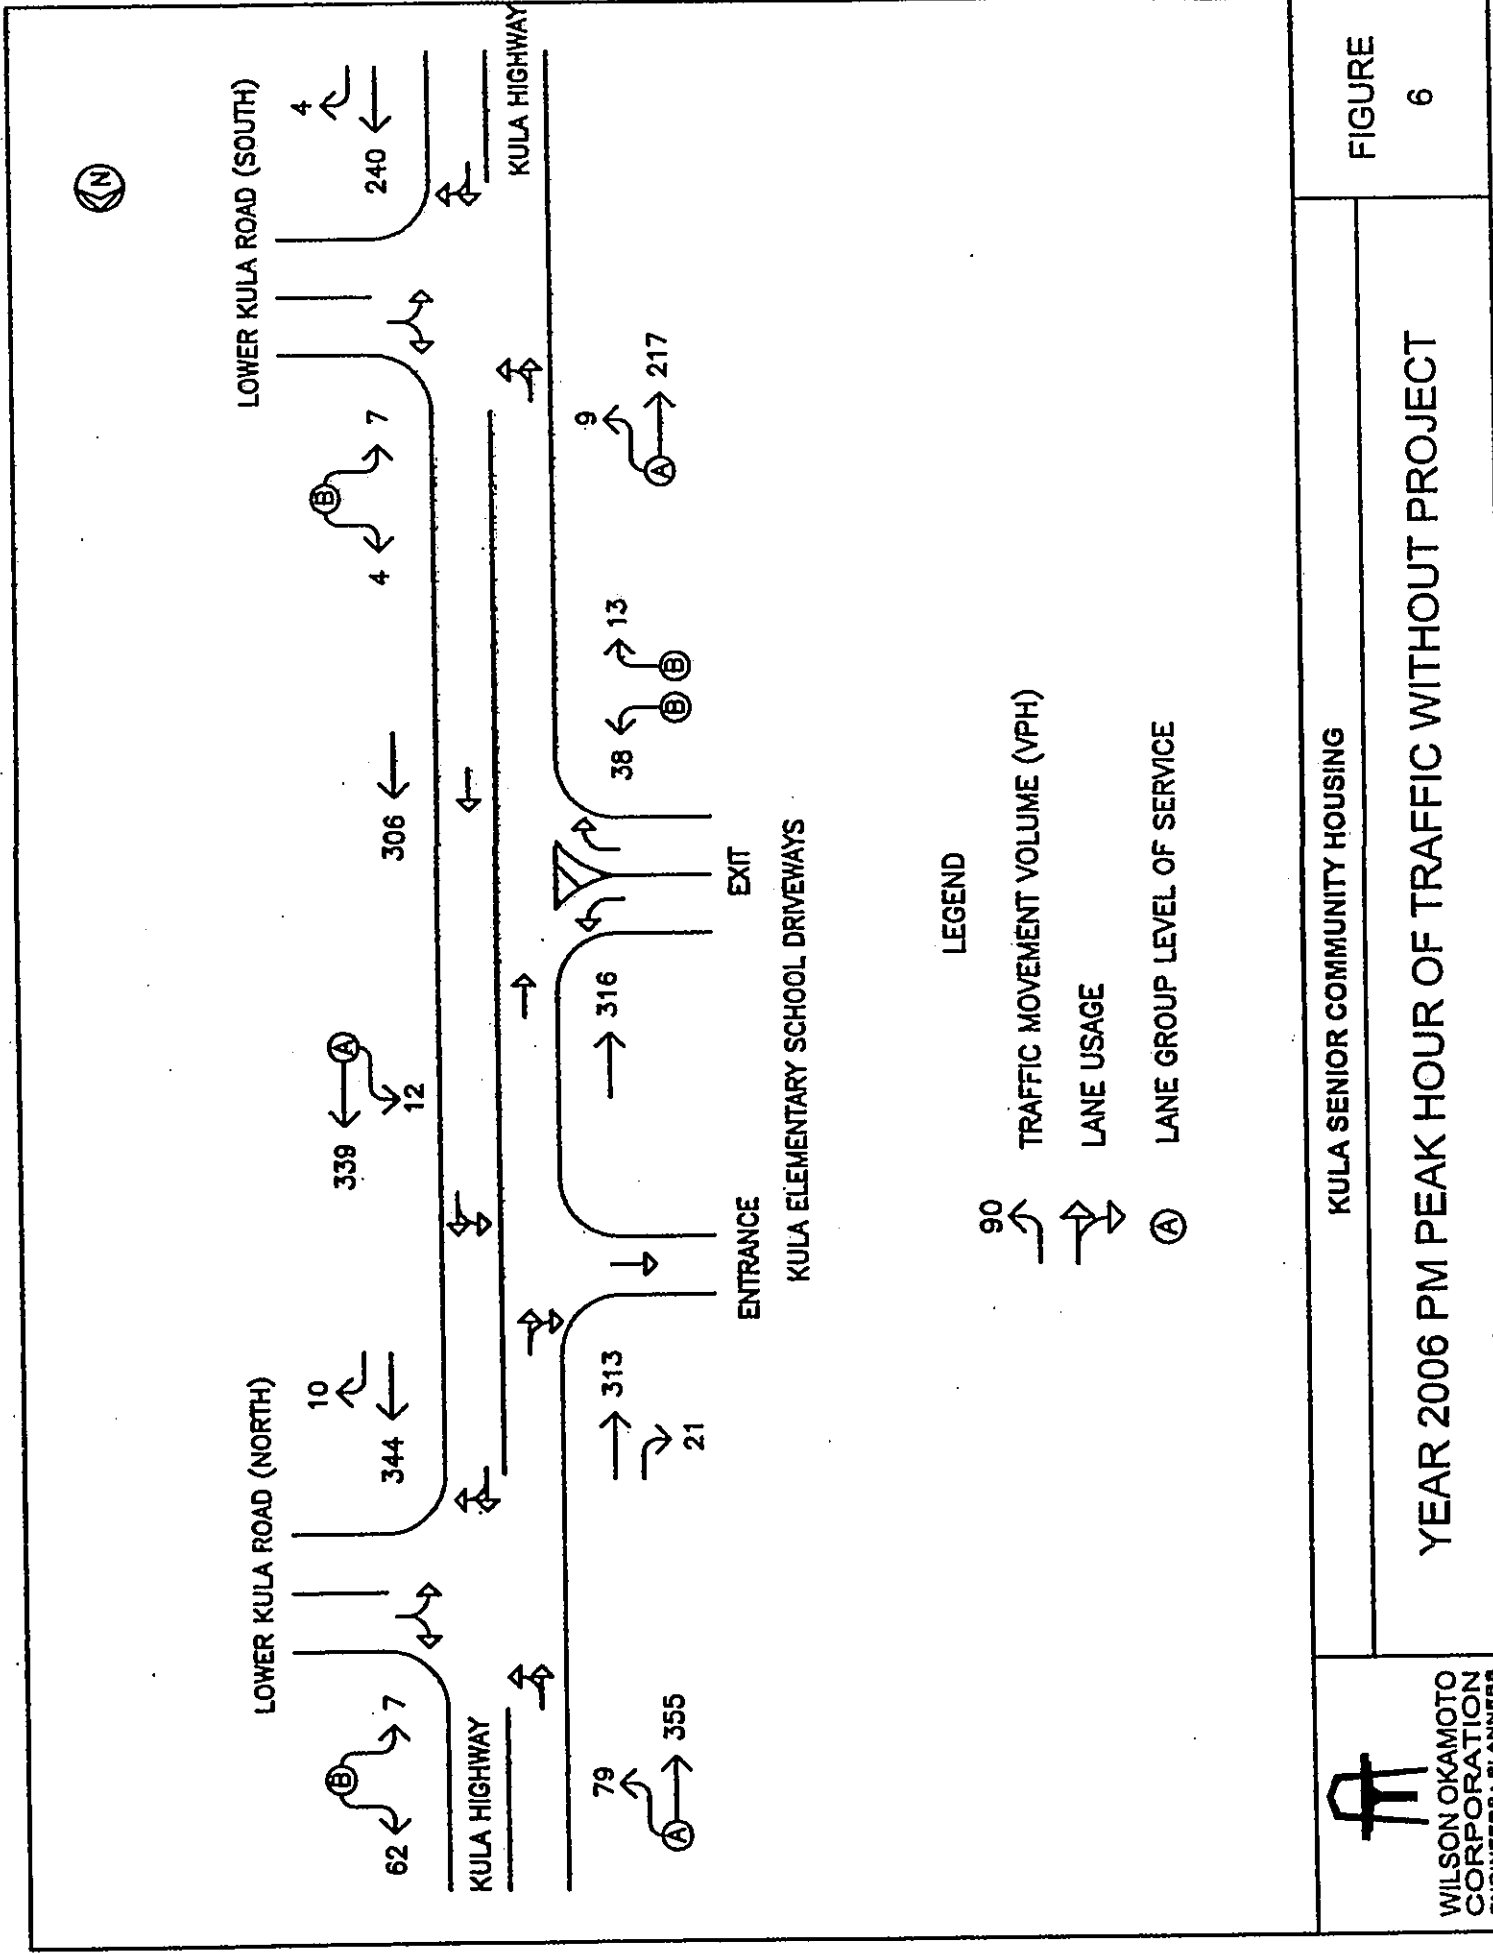 N
LOWER KULA ROAD (NORTH)
LOWER KULA ROAD (SOUTH)
B
62
7
10
344
A
339
12
306
B
4
7
4
240
KULA HIGHWAY
KULA HIGHWAY
79
A
355
313
21
316
38
B
B
13
9
A
217
ENTRANCE
EXIT
KULA ELEMENTARY SCHOOL DRIVEWAYS
LEGEND
90
TRAFFIC MOVEMENT VOLUME (VPH)
LANE USAGE
A
LANE GROUP LEVEL OF SERVICE
WILSON OKAMOTO
CORPORATION
ENGINEERS • PLANNERS
KULA SENIOR COMMUNITY HOUSING
YEAR 2006 PM PEAK HOUR OF TRAFFIC WITHOUT PROJECT
FIGURE
6